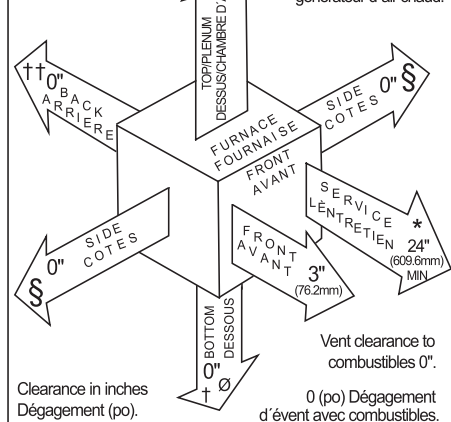 générateur d´air chaud.
TOP/PLENUM
DESSUS/CHAMBRE D´
††0"
BACK
ARRIERE
0" §
SIDE
COTES
FURNACE
FOURNAISE
FRONT
AVANT
SERVICE
LÈNTRETIEN
*
24"
(609.6mm)
MIN
§ 0"
SIDE
COTES
FRONT
AVANT
3"
(76.2mm)
BOTTOM
DESSOUS
0"
† Ø
Vent clearance to
combustibles 0".
Clearance in inches
Dégagement (po).
0 (po) Dégagement
d´évent avec combustibles.